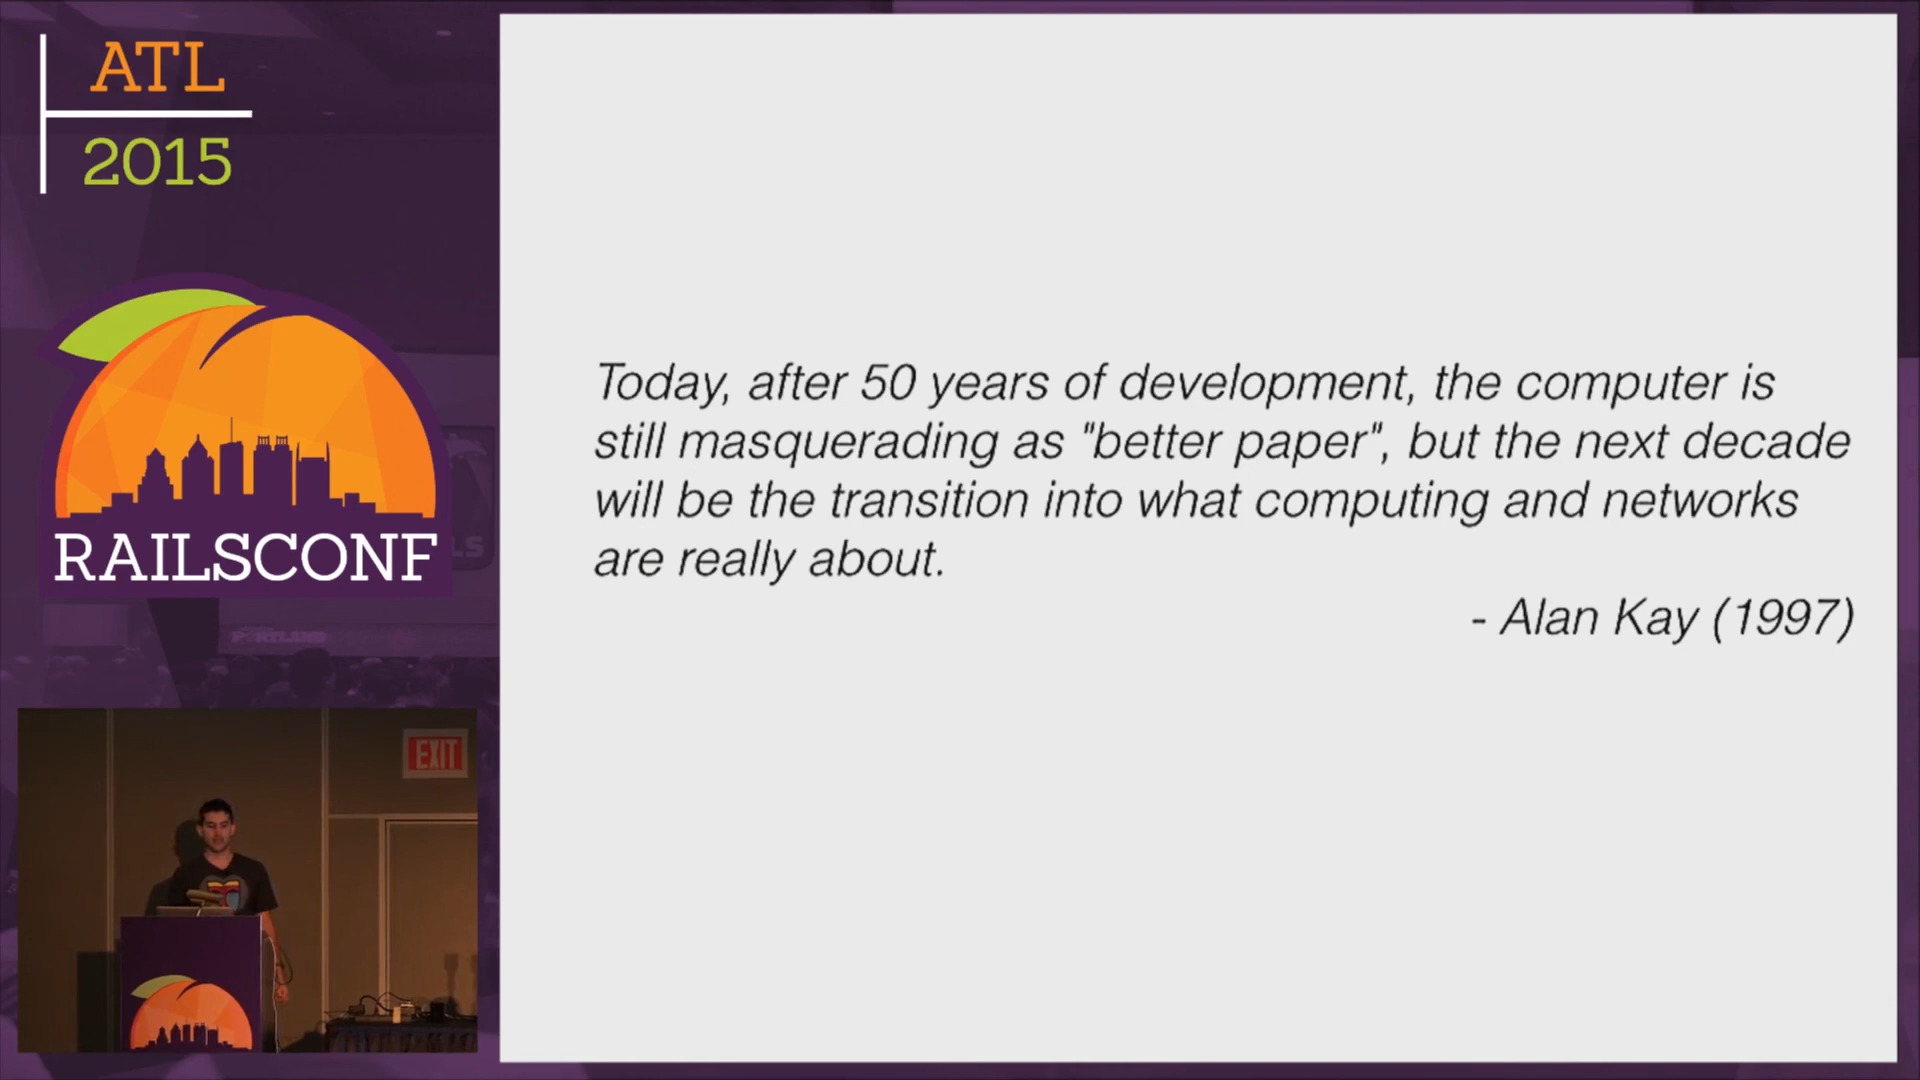 ATL
2015
RAILSCONF
PORTLAND
EXIT
Today, after 50 years of development, the computer is
still masquerading as "better paper", but the next decade
will be the transition into what computing and networks
are really about.
- Alan Kay (1997)